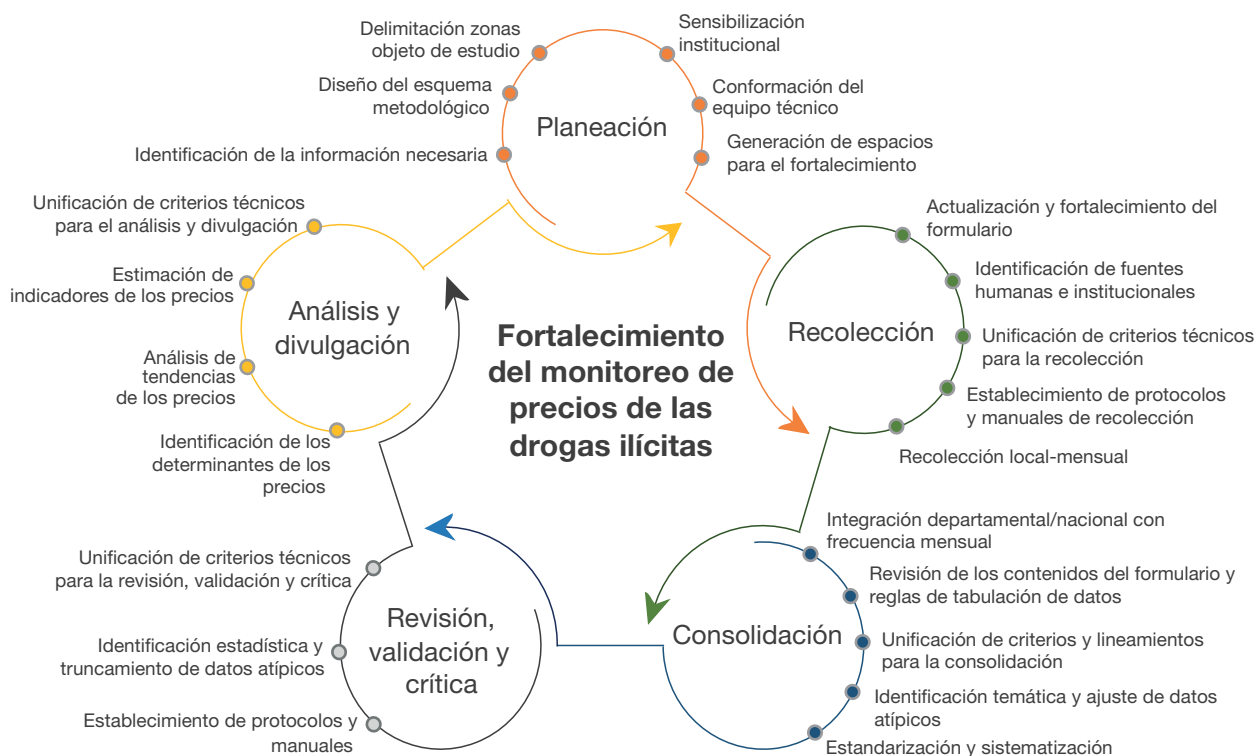 Delimitación zonas
objeto de estudio
Diseño del esquema
metodológico
Identificación de la información necesaria
Planeación
Sensibilización
institucional
Conformación del
equipo técnico
Generación de espacios
para el fortalecimiento
Unificación de criterios técnicos
para el análisis y divulgación
Estimación de
indicadores de los precios
Análisis de
tendencias
de los precios
Identificación de los
determinantes de los
precios
Análisis y
divulgación
Fortalecimiento
del monitoreo de
precios de las
drogas ilícitas
Recolección
Actualización y fortalecimiento del
formulario
Identificación de fuentes
humanas e institucionales
Unificación de criterios técnicos
para la recolección
Establecimiento de protocolos
y manuales de recolección
Recolección local-mensual
Unificación de criterios técnicos
para la revisión, validación y crítica
Identificación estadística y
truncamiento de datos atípicos
Establecimiento de protocolos y
manuales
Revisión,
validación y
crítica
Consolidación
Integración departamental/nacional con
frecuencia mensual
Revisión de los contenidos del formulario y
reglas de tabulación de datos
Unificación de criterios y lineamientos
para la consolidación
Identificación temática y ajuste de datos
atípicos
Estandarización y sistematización